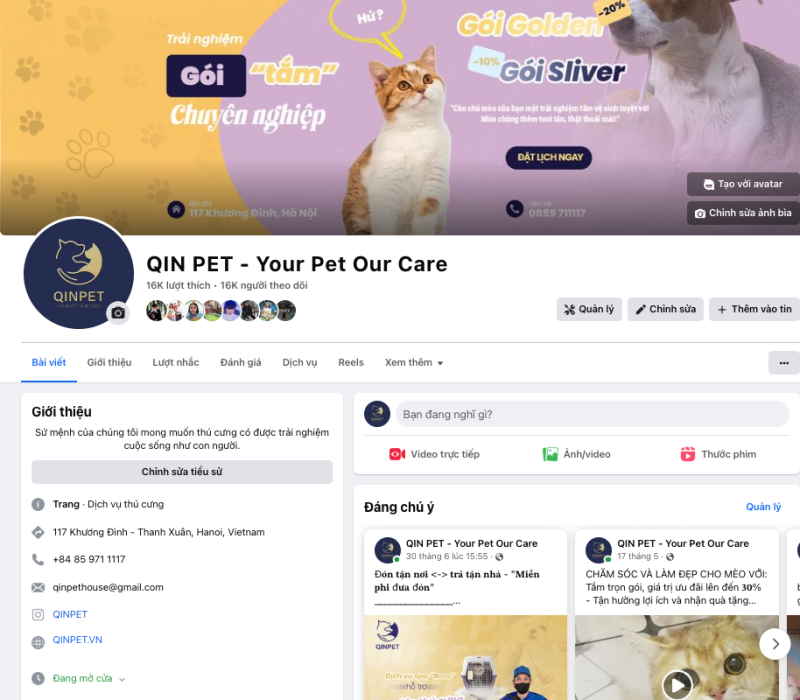 Hử?
Gói Golden
-20%
Trải nghiệm
Gói "tắm"
Chuyên nghiệp
-10%
Gói Sliver
"Cho chó mèo của bạn một trải nghiệm tắm vệ sinh tuyệt vời
Nhìn chúng thêm tươi tắn, thật thoải mái!"
ĐẶT LỊCH NGAY
Địa chỉ
117 Khương Đình, Hà Nội
Liên hệ
0859 711117
Tạo với avatar
Chỉnh sửa ảnh bìa
QINPET
QIN PET - Your Pet Our Care
16K lượt thích • 16K người theo dõi
Quản lý
Chỉnh sửa
Thêm vào tin
Bài viết
Giới thiệu
Lượt nhắc
Đánh giá
Dịch vụ
Reels
Xem thêm
Giới thiệu
Sứ mệnh của chúng tôi mong muốn thú cưng có được trải nghiệm
cuộc sống như con người.
Chỉnh sửa tiểu sử
Trang · Dịch vụ thú cưng
117 Khương Đình - Thanh Xuân, Hanoi, Vietnam
+84 85 971 1117
qinpethouse@gmail.com
QINPET
QINPET.VN
Đang mở cửa
Bạn đang nghĩ gì?
Video trực tiếp
Ảnh/video
Thước phim
Đáng chú ý
Quản lý
QIN PET - Your Pet Our Care
30 tháng 6 lúc 15:55 ·
Đón tận nơi <-> trả tận nhà - "Miễn
phí đưa đón"
__________________...
QINPET
Dịch vụ spa "Boss"
hỗ trợ
QIN PET - Your Pet Our Care
17 tháng 5 ·
CHĂM SÓC VÀ LÀM ĐẸP CHO MÈO VỚI:
Tắm trọn gói, giá trị ưu đãi lên đến 30%
- Tận hưởng lợi ích và nhận quà tặng...